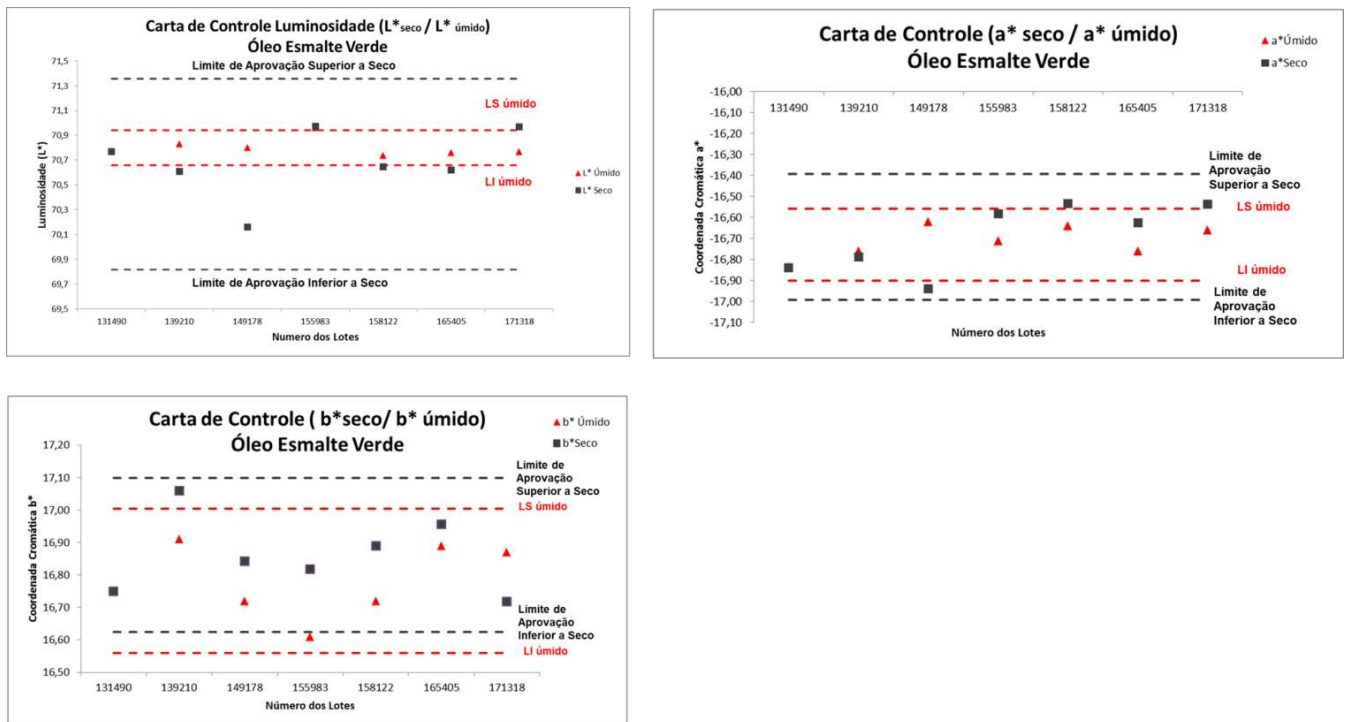 Carta de Controle Luminosidade (L*seco / L* úmido)
Óleo Esmalte Verde
Limite de Aprovação Superior a Seco
71,5
71,3
71,1
70,9
70,7
70,5
70,3
70,1
69,9
69,7
69,5
Luminosidade (L*)
LS úmido
LI úmido
L* Úmido
L* Seco
Limite de Aprovação Inferior a Seco
131490 139210 149178 155983 158122 165405 171318
Numero dos Lotes
Carta de Controle (a* seco / a* úmido)
Óleo Esmalte Verde
a*Úmido
a*Seco
-16,00
-16,10
-16,20
-16,30
-16,40
-16,50
-16,60
-16,70
-16,80
-16,90
-17,00
-17,10
Coordenada Cromática a*
131490 139210 149178 155983 158122 165405 171318
Limite de
Aprovação
Superior a Seco
LS úmido
LI úmido
Limite de
Aprovação
Inferior a Seco
Número dos Lotes
Carta de Controle ( b*seco/ b* úmido)
Óleo Esmalte Verde
b* Úmido
b*Seco
17,20
17,10
17,00
16,90
16,80
16,70
16,60
16,50
Coordenada Cromática b*
Limite de
Aprovação
Superior a Seco
LS úmido
Limite de
Aprovação
Inferior a Seco
LI úmido
131490 139210 149178 155983 158122 165405 171318
Número dos Lotes